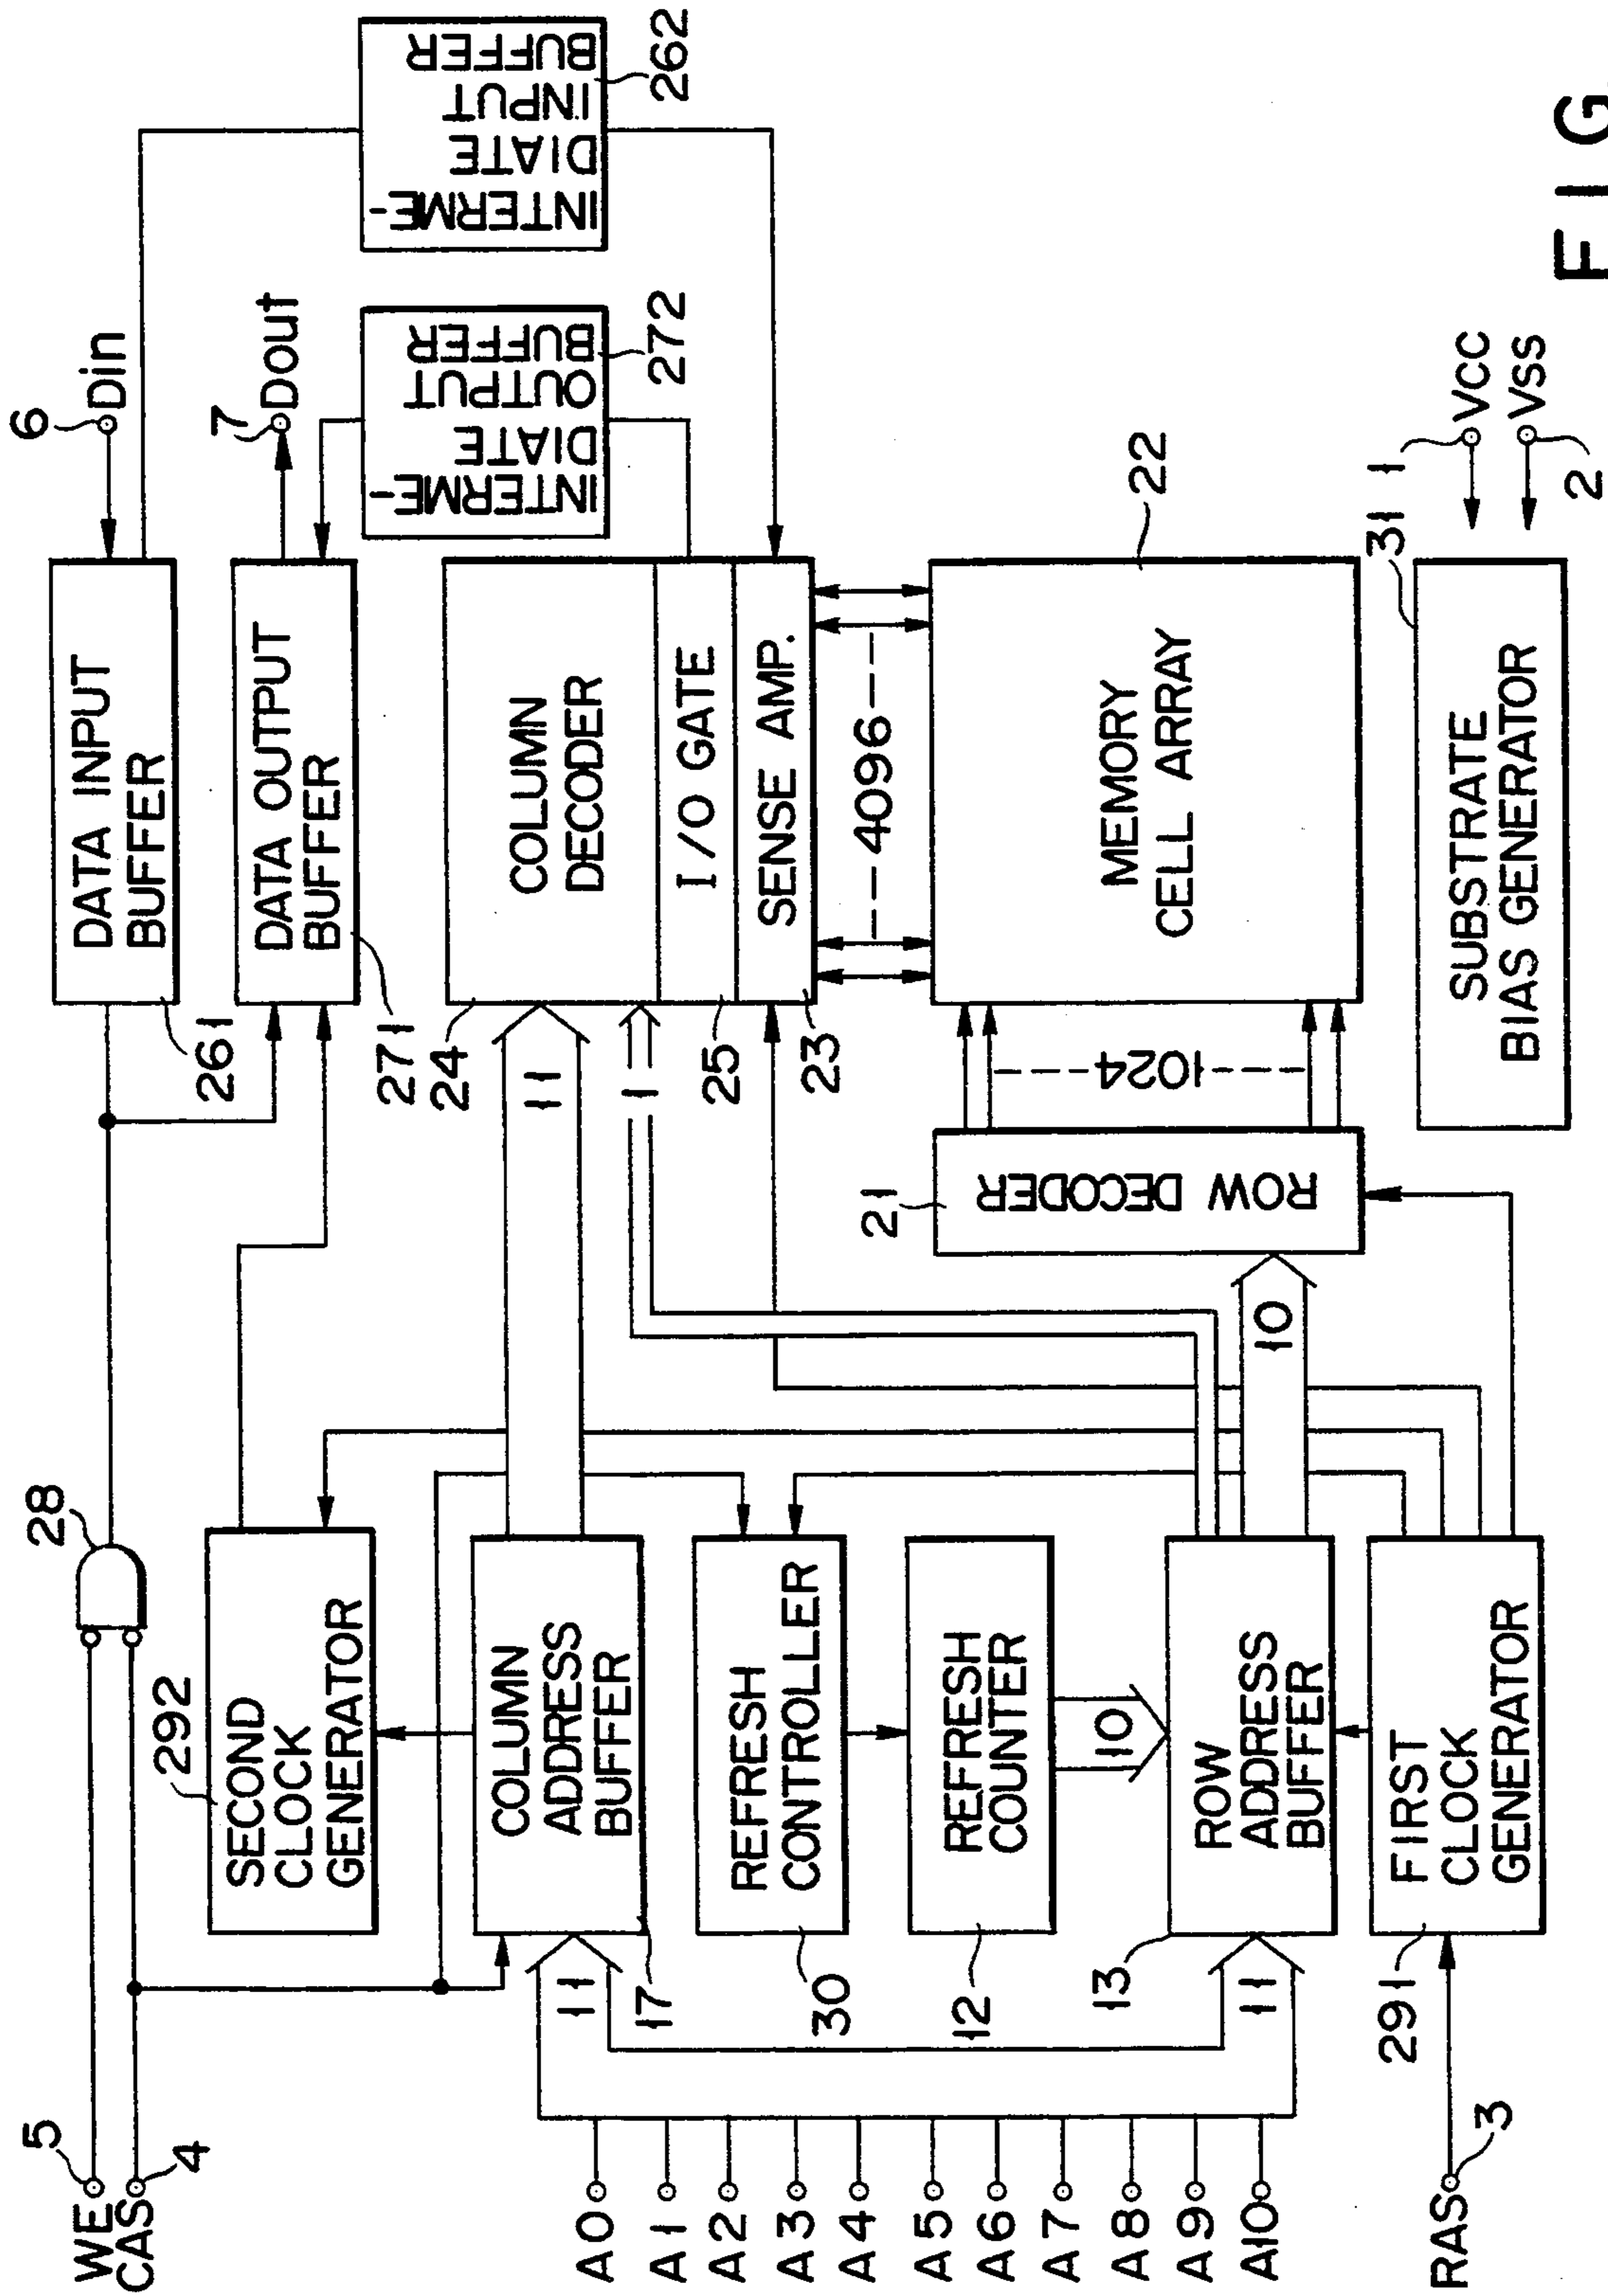 WE
5
CAS
4
28
6
Din
7
Dout
DATA INPUT
BUFFER
261
DATA OUTPUT
BUFFER
271
INTERME-
DIATE
INPUT
BUFFER
262
INTERME-
DIATE
OUTPUT
BUFFER
272
292
SECOND
CLOCK
GENERATOR
COLUMN
ADDRESS
BUFFER
17
11
11
1
24
COLUMN
DECODER
25
I/O GATE
23
SENSE AMP.
4096
REFRESH
CONTROLLER
30
REFRESH
COUNTER
12
10
A0
A1
A2
A3
A4
A5
A6
A7
A8
A9
A10
13
11
ROW
ADDRESS
BUFFER
10
21
ROW DECODER
1024
MEMORY
CELL ARRAY
22
RAS
3
291
FIRST
CLOCK
GENERATOR
31
SUBSTRATE
BIAS GENERATOR
1
VCC
VSS
2
FIG.